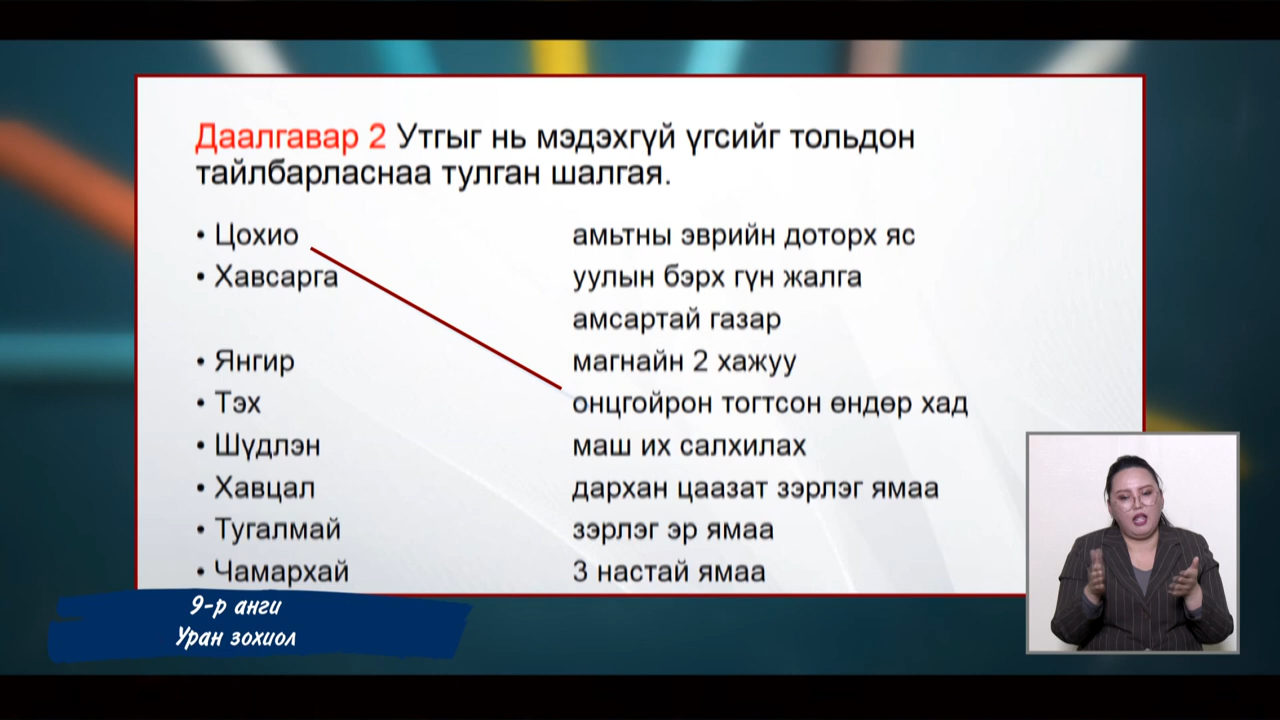 Даалгавар 2 Утгыг нь мэдэхгүй үгсийг тольдон
тайлбарласнаа тулган шалгая.
• Цохио амьтны эврийн доторх яс
• Хавсарга уулын бэрх гүн жалга
амсартай газар
• Янгир магнайн 2 хажуу
• Тэх онцгойрон тогтсон өндөр хад
• Шүдлэн маш их салхилах
• Хавцал дархан цаазат зэрлэг ямаа
• Тугалмай зэрлэг эр ямаа
• Чамархай 3 настай ямаа
9-р анги
Уран зохиол